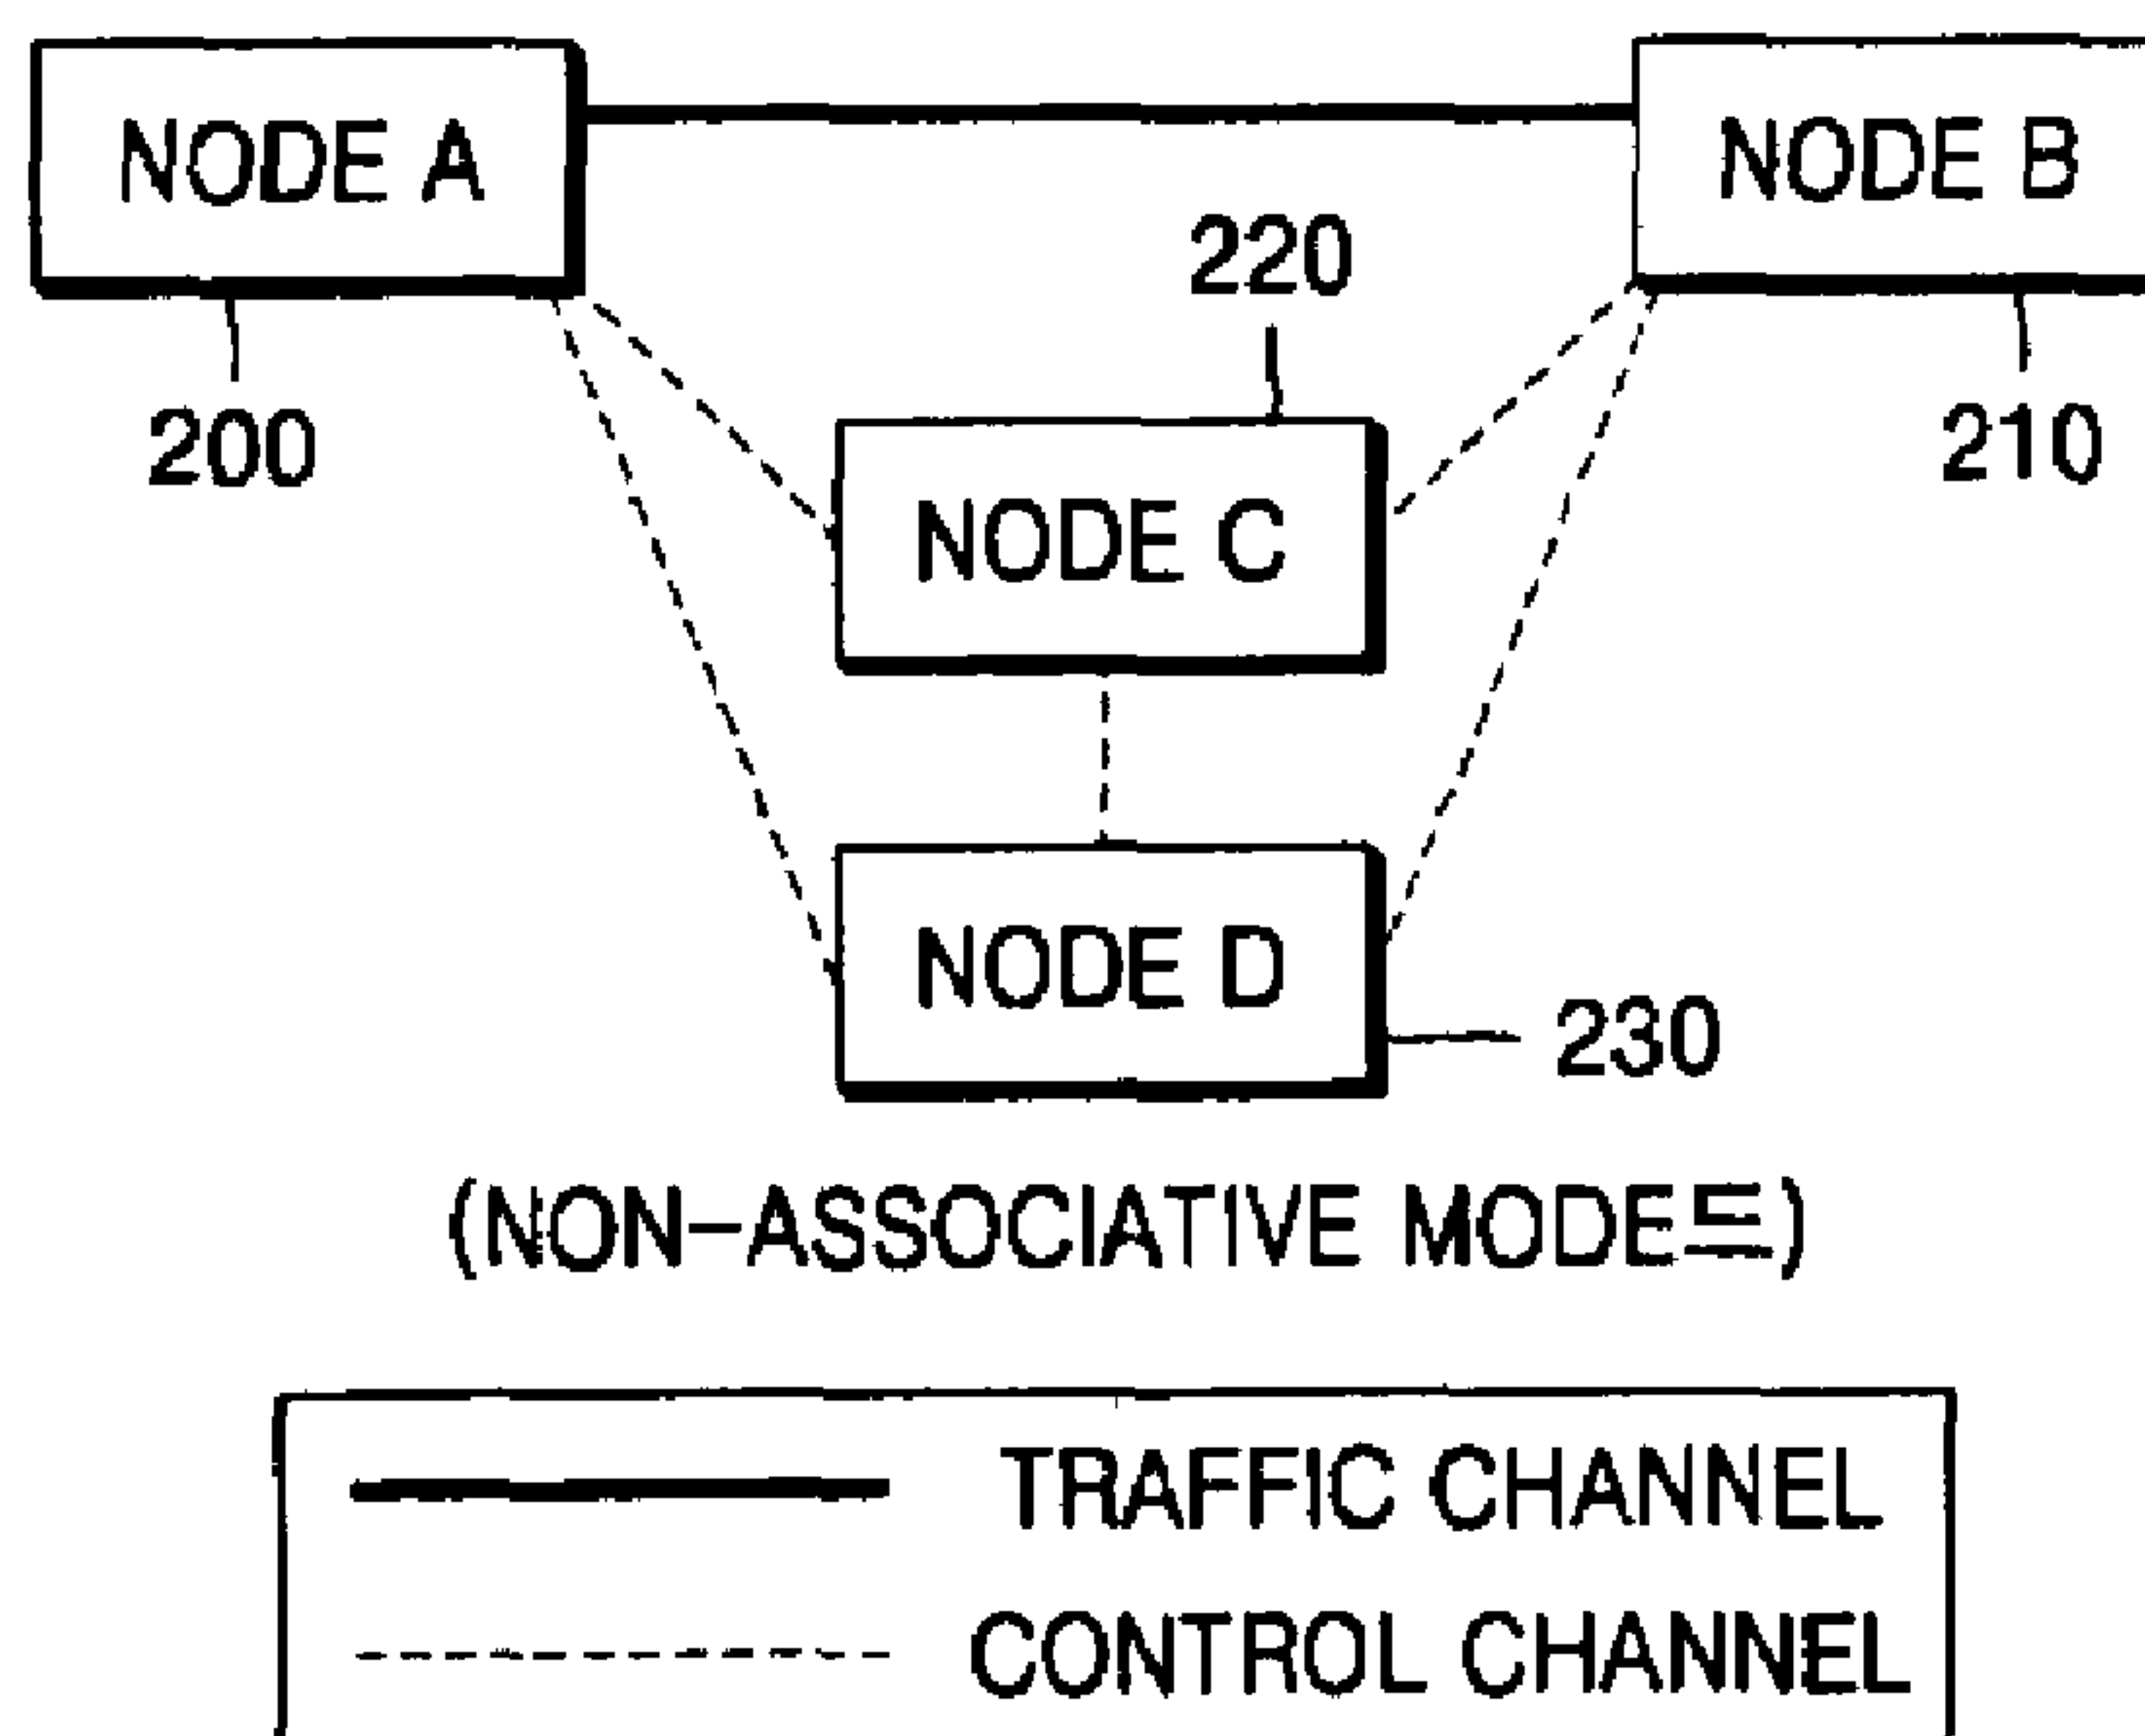 NODE A
NODE B
220
200
210
NODE C
NODE D
230
(NON-ASSOCIATIVE MODE드)
TRAFFIC CHANNEL
CONTROL CHANNEL